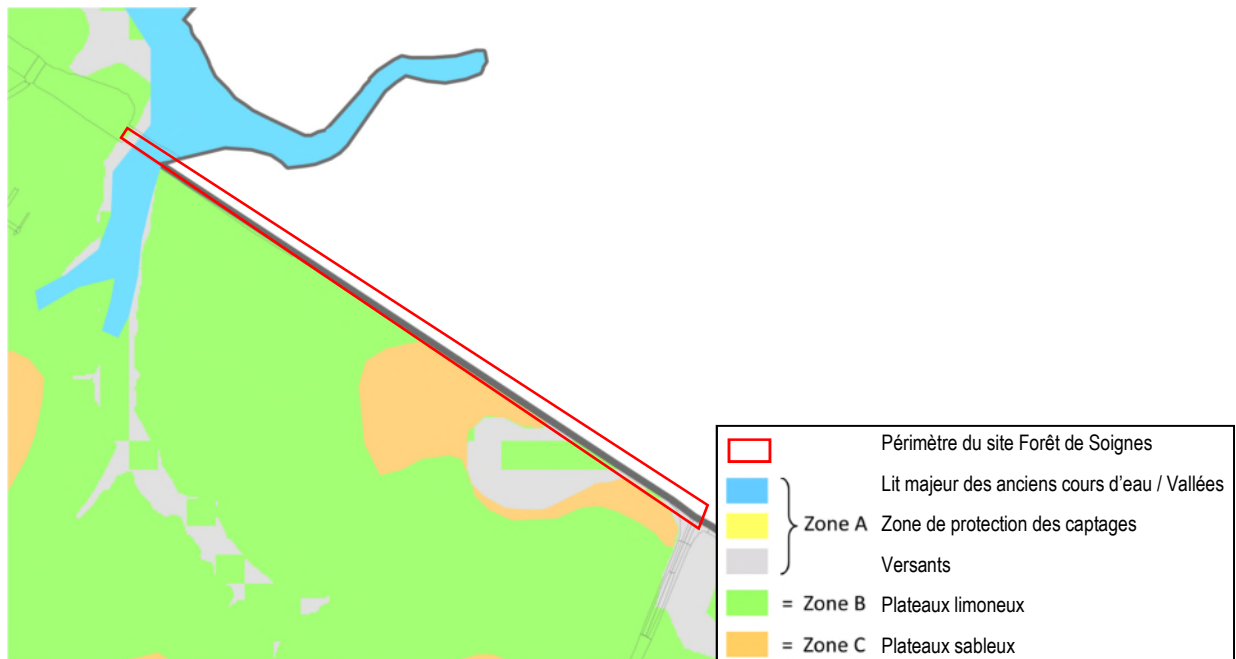 Périmètre du site Forêt de Soignes
Lit majeur des anciens cours d'eau / Vallées
Zone A Zone de protection des captages
Versants
= Zone B Plateaux limoneux
= Zone C Plateaux sableux